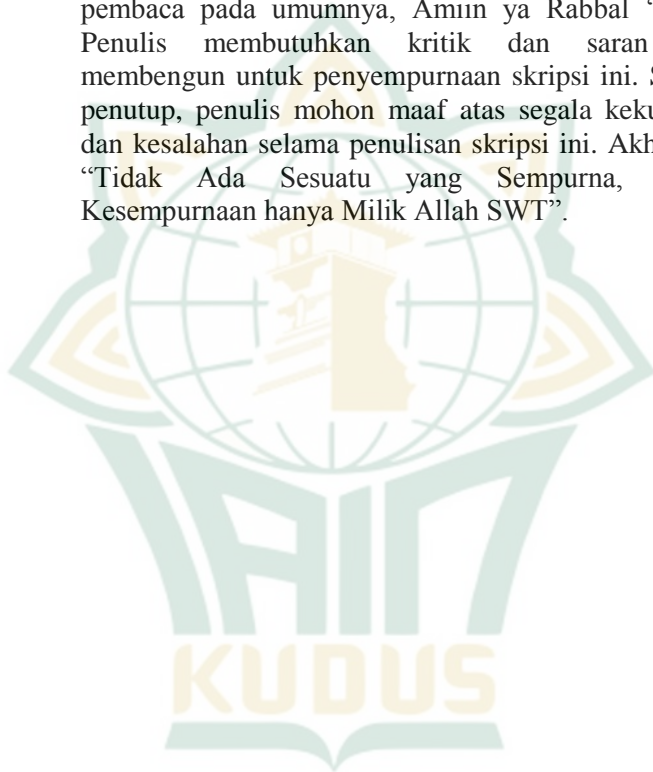 pembaca pada umumnya, Amiin ya Rabbal “
Penulis membutuhkan kritik dan saran
membengun untuk penyempurnaan skripsi ini.
penutup, penulis mohon maaf atas segala
dan kesalahan selama penulisan skripsi ini.
“Tidak Ada Sesuatu yang Sempurna,
Kesempurnaan hanya Milik Allah SWT”.
IAIN
KUDUS